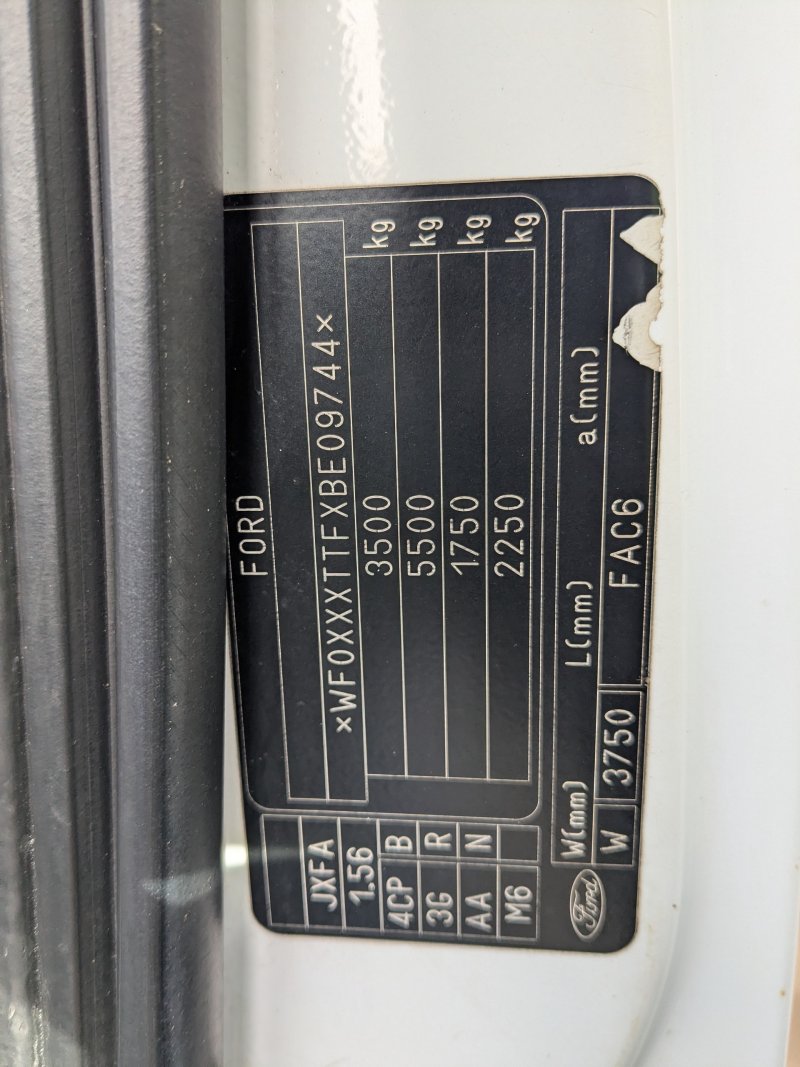 FORD
×WF0XXXTTFXBE09744×
3500 kg
5500 kg
1750 kg
2250 kg
JXFA
1.56
4CP B
3G R
AA N
M6
Ford
W(mm) L(mm) a(mm)
W 3750 FAC6